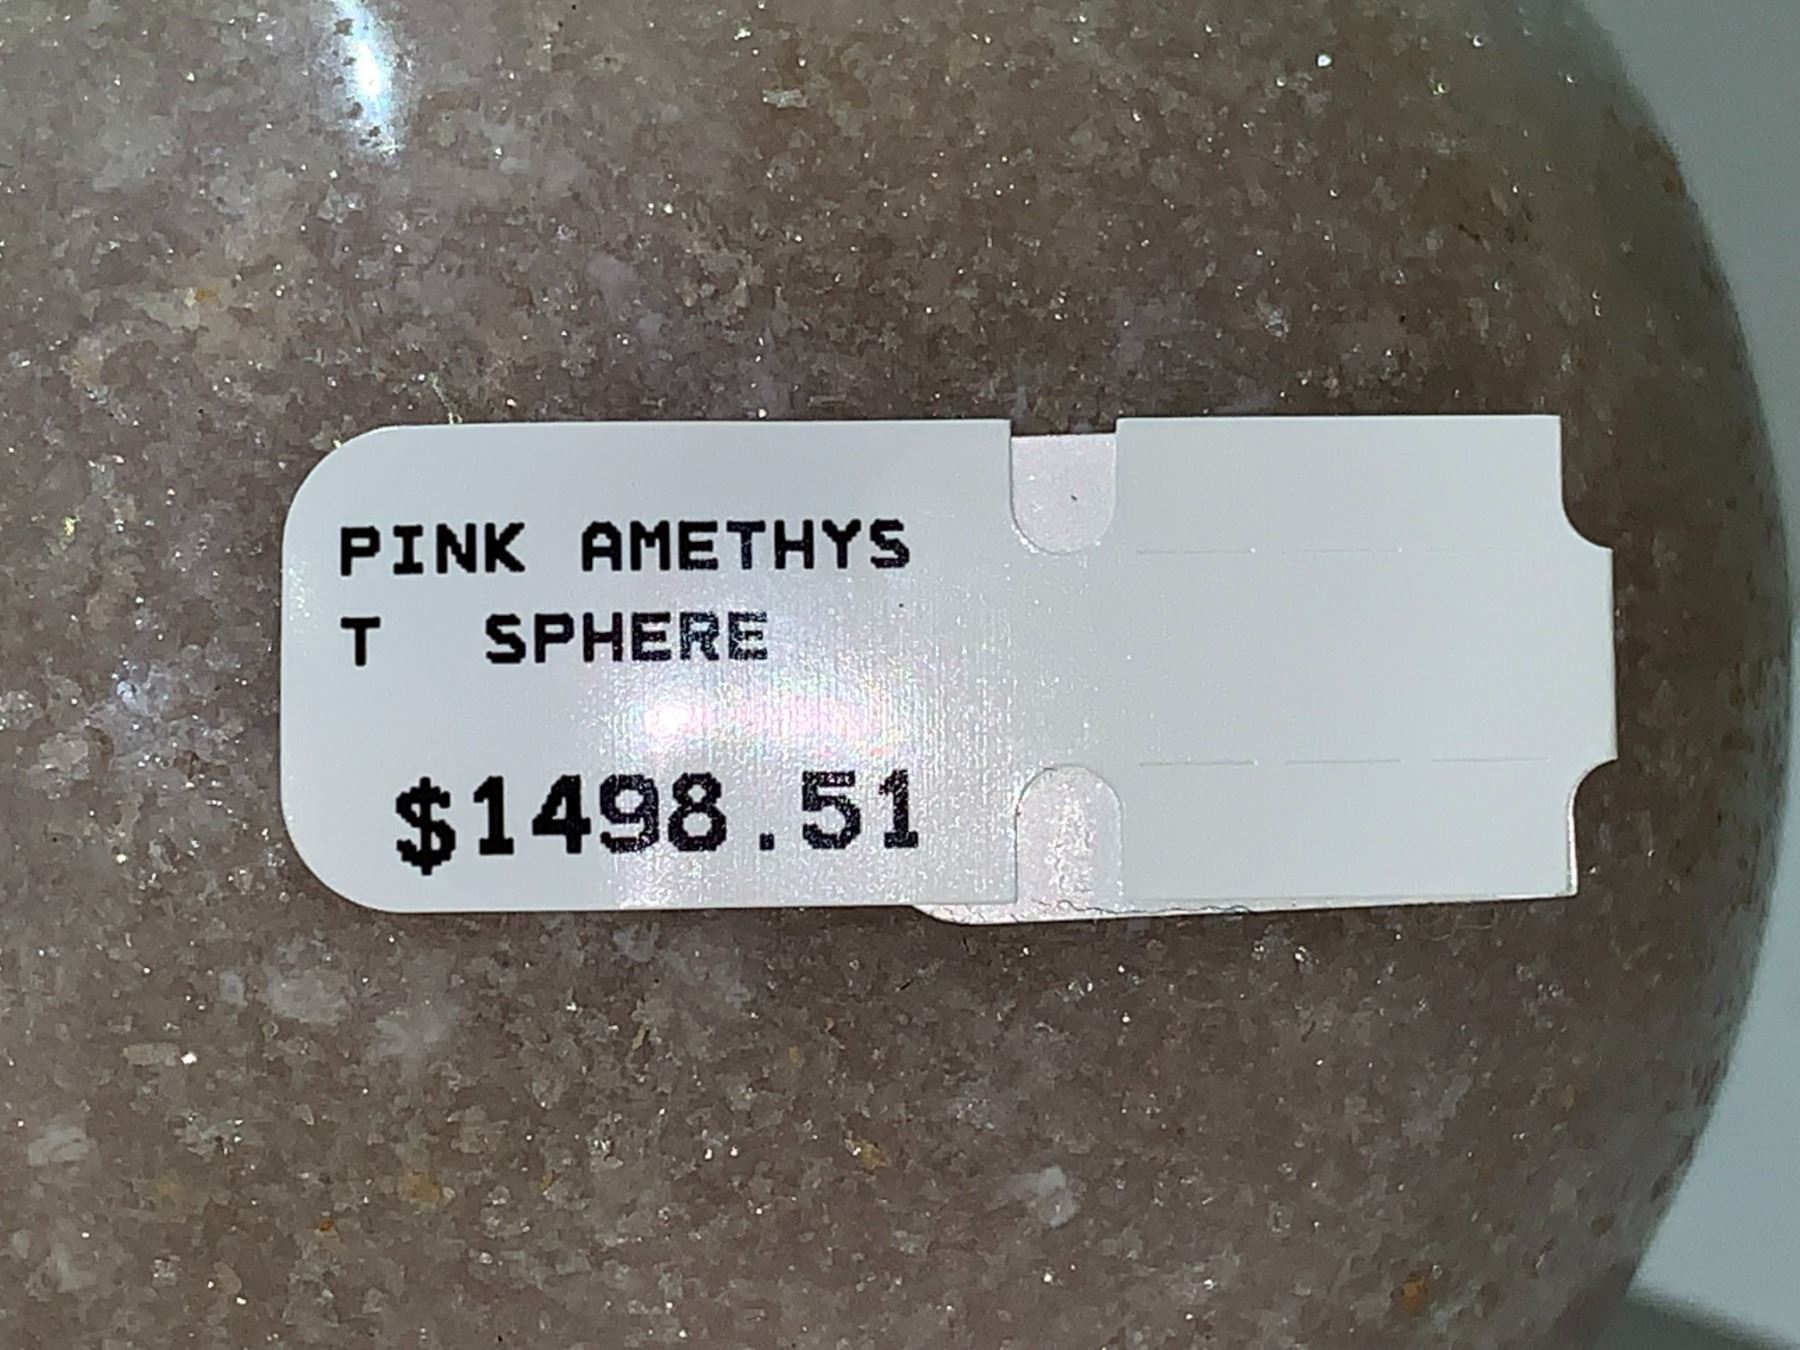 PINK AMETHYS
T  SPHERE
$1498.51